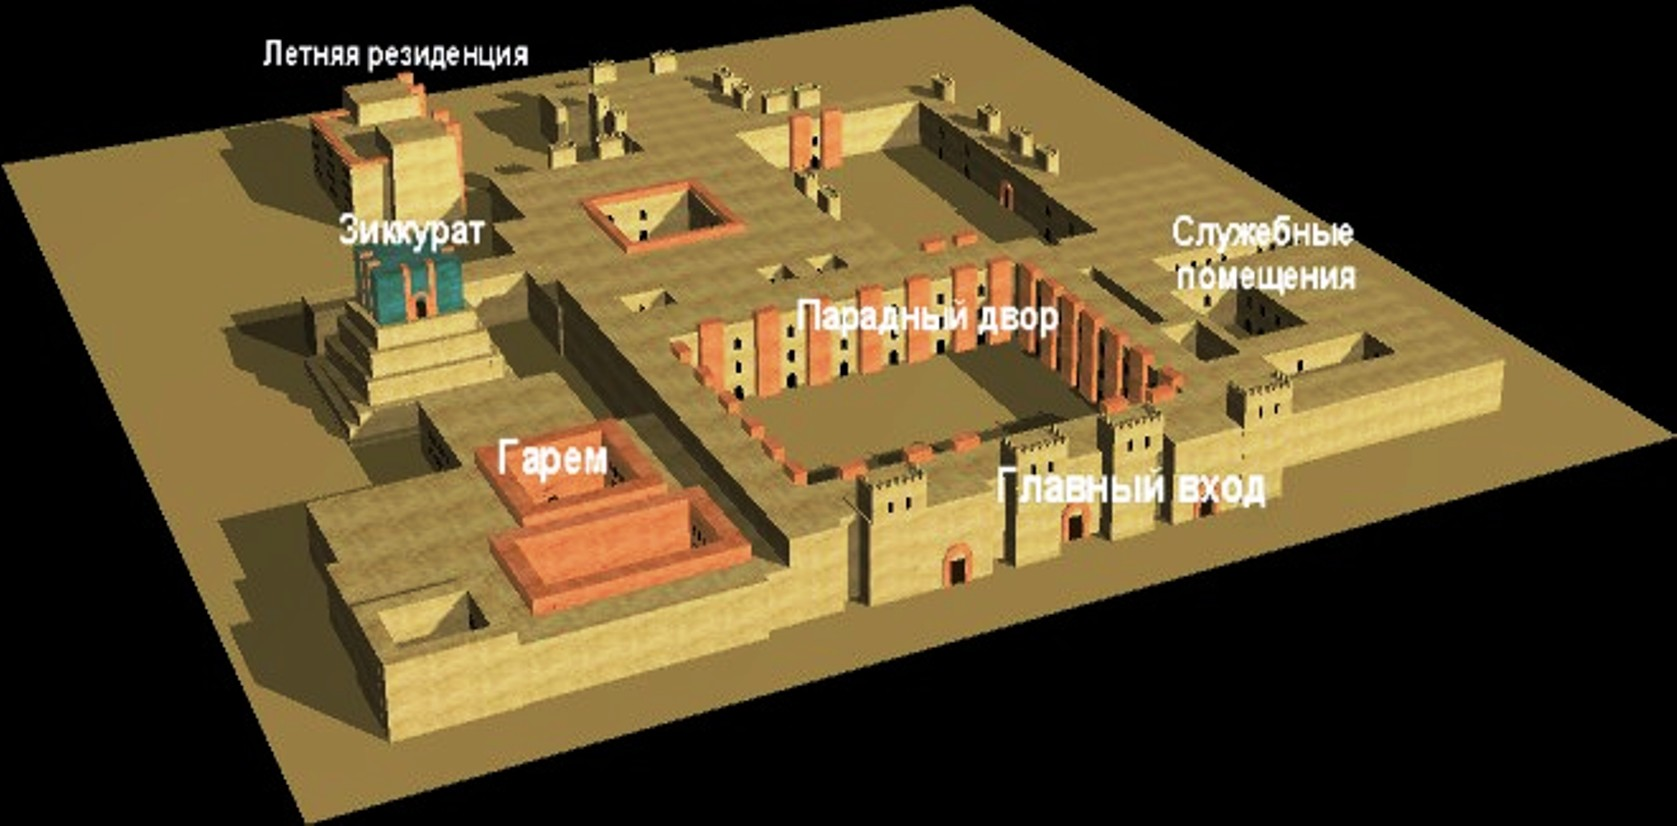 Летняя резиденция
Зиккурат
Служебные
помещения
Парадный двор
Гарем
Главный вход